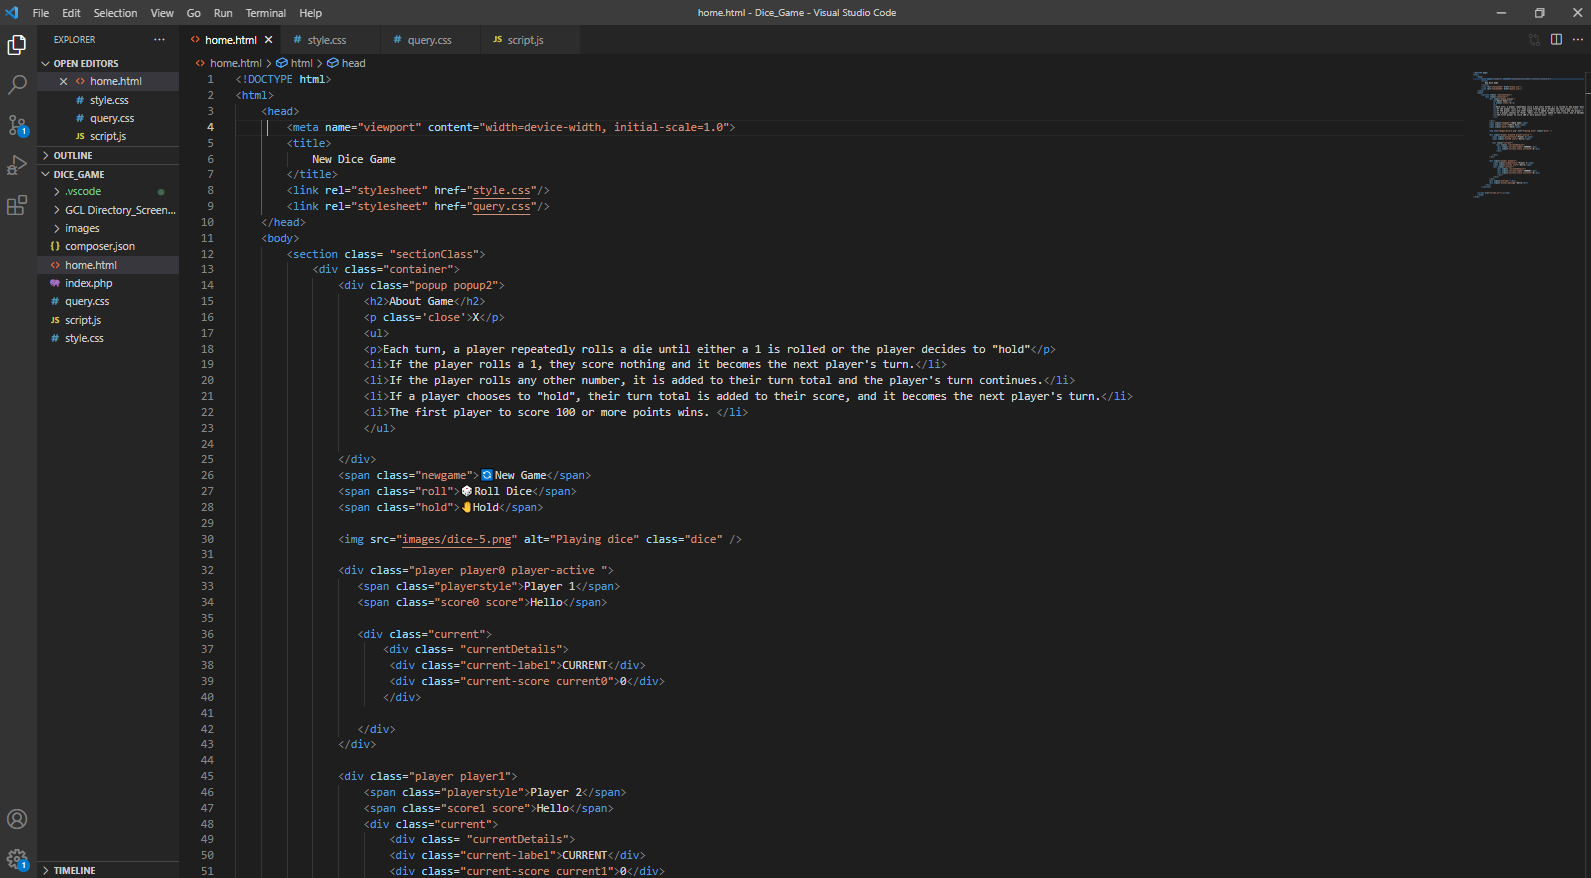 File Edit Selection View Go Run Terminal Help
home.html - Dice_Game - Visual Studio Code
EXPLORER
OPEN EDITORS
home.html
# style.css
# query.css
JS script.js
OUTLINE
DICE_GAME
.vscode
GCL Directory_Screen...
images
{} composer.json
<> home.html
index.php
# query.css
JS script.js
# style.css
TIMELINE
1
1
<> home.html # style.css # query.css JS script.js
<> home.html > html > head
1 <!DOCTYPE html>
2 <html>
3 <head>
4 <meta name="viewport" content="width=device-width, initial-scale=1.0">
5 <title>
6 New Dice Game
7 </title>
8 <link rel="stylesheet" href="style.css"/>
9 <link rel="stylesheet" href="query.css"/>
10 </head>
11 <body>
12 <section class= "sectionClass">
13 <div class="container">
14 <div class="popup popup2">
15 <h2>About Game</h2>
16 <p class='close'>X</p>
17 <ul>
18 <p>Each turn, a player repeatedly rolls a die until either a 1 is rolled or the player decides to "hold"</p>
19 <li>If the player rolls a 1, they score nothing and it becomes the next player's turn.</li>
20 <li>If the player rolls any other number, it is added to their turn total and the player's turn continues.</li>
21 <li>If a player chooses to "hold", their turn total is added to their score, and it becomes the next player's turn.</li>
22 <li>The first player to score 100 or more points wins. </li>
23 </ul>
24
25 </div>
26 <span class="newgame">🔄New Game</span>
27 <span class="roll">🎲Roll Dice</span>
28 <span class="hold">🤚Hold</span>
29
30 <img src="images/dice-5.png" alt="Playing dice" class="dice" />
31
32 <div class="player player0 player-active ">
33 <span class="playerstyle">Player 1</span>
34 <span class="score0 score">Hello</span>
35
36 <div class="current">
37 <div class= "currentDetails">
38 <div class="current-label">CURRENT</div>
39 <div class="current-score current0">0</div>
40 </div>
41
42 </div>
43 </div>
44
45 <div class="player player1">
46 <span class="playerstyle">Player 2</span>
47 <span class="score1 score">Hello</span>
48 <div class="current">
49 <div class= "currentDetails">
50 <div class="current-label">CURRENT</div>
51 <div class="current-score current1">0</div>